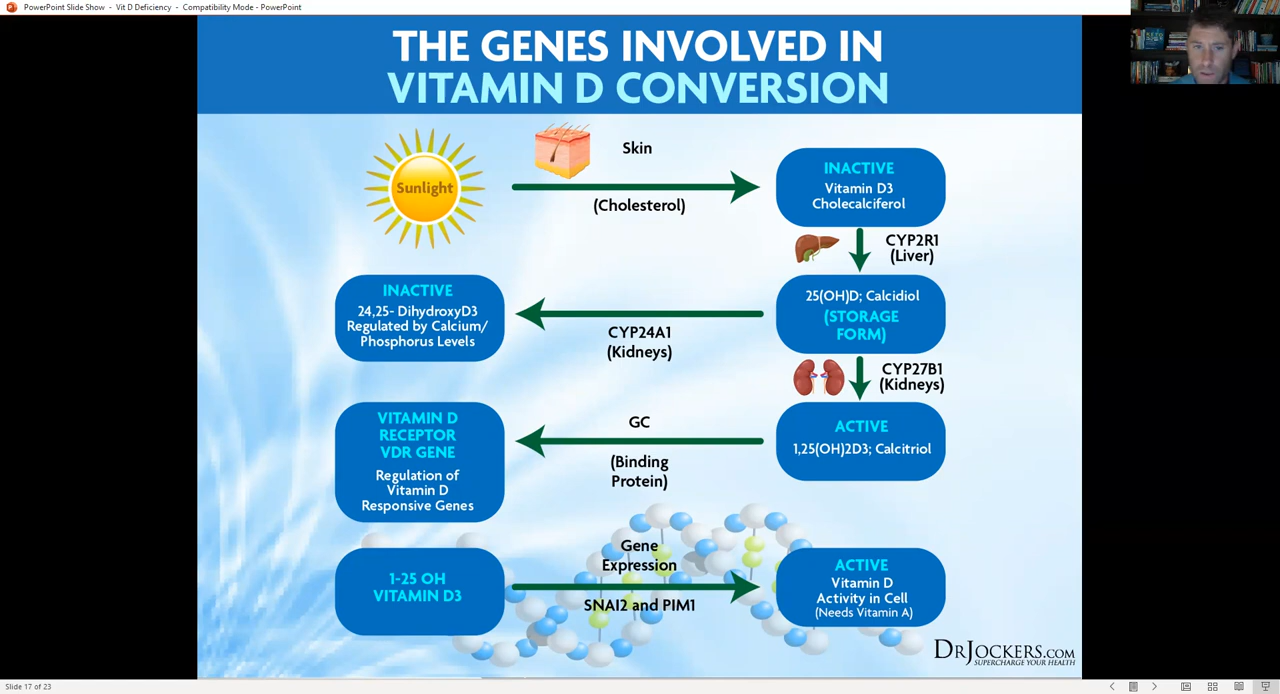 PowerPoint Slide Show - Vit D Deficiency - Compatibility Mode - PowerPoint
THE GENES INVOLVED IN
VITAMIN D CONVERSION
Sunlight
Skin
(Cholesterol)
INACTIVE
Vitamin D3
Cholecalciferol
CYP2R1
(Liver)
25(OH)D; Calcidiol
(STORAGE
FORM)
CYP24A1
(Kidneys)
INACTIVE
24,25- DihydroxyD3
Regulated by Calcium/
Phosphorus Levels
CYP27B1
(Kidneys)
ACTIVE
1,25(OH)2D3; Calcitriol
GC
(Binding
Protein)
VITAMIN D
RECEPTOR
VDR GENE
Regulation of
Vitamin D
Responsive Genes
1-25 OH
VITAMIN D3
Gene
Expression
SNAI2 and PIM1
ACTIVE
Vitamin D
Activity in Cell
(Needs Vitamin A)
DRJOCKERS.COM
SUPERCHARGE YOUR HEALTH
Slide 17 of 23